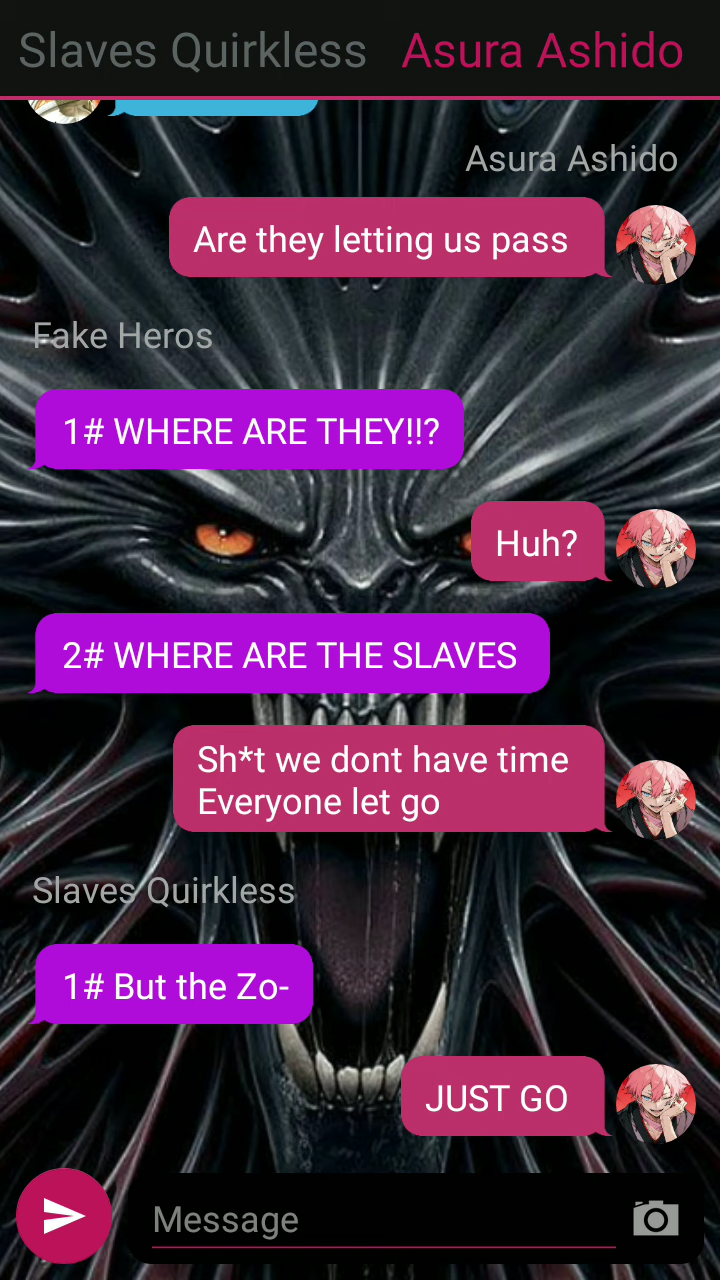 Slaves Quirkless Asura Ashido
Asura Ashido
Are they letting us pass
Fake Heros
1# WHERE ARE THEY!!?
Huh?
2# WHERE ARE THE SLAVES
Sh*t we dont have time
Everyone let go
Slaves Quirkless
1# But the Zo-
JUST GO
Message